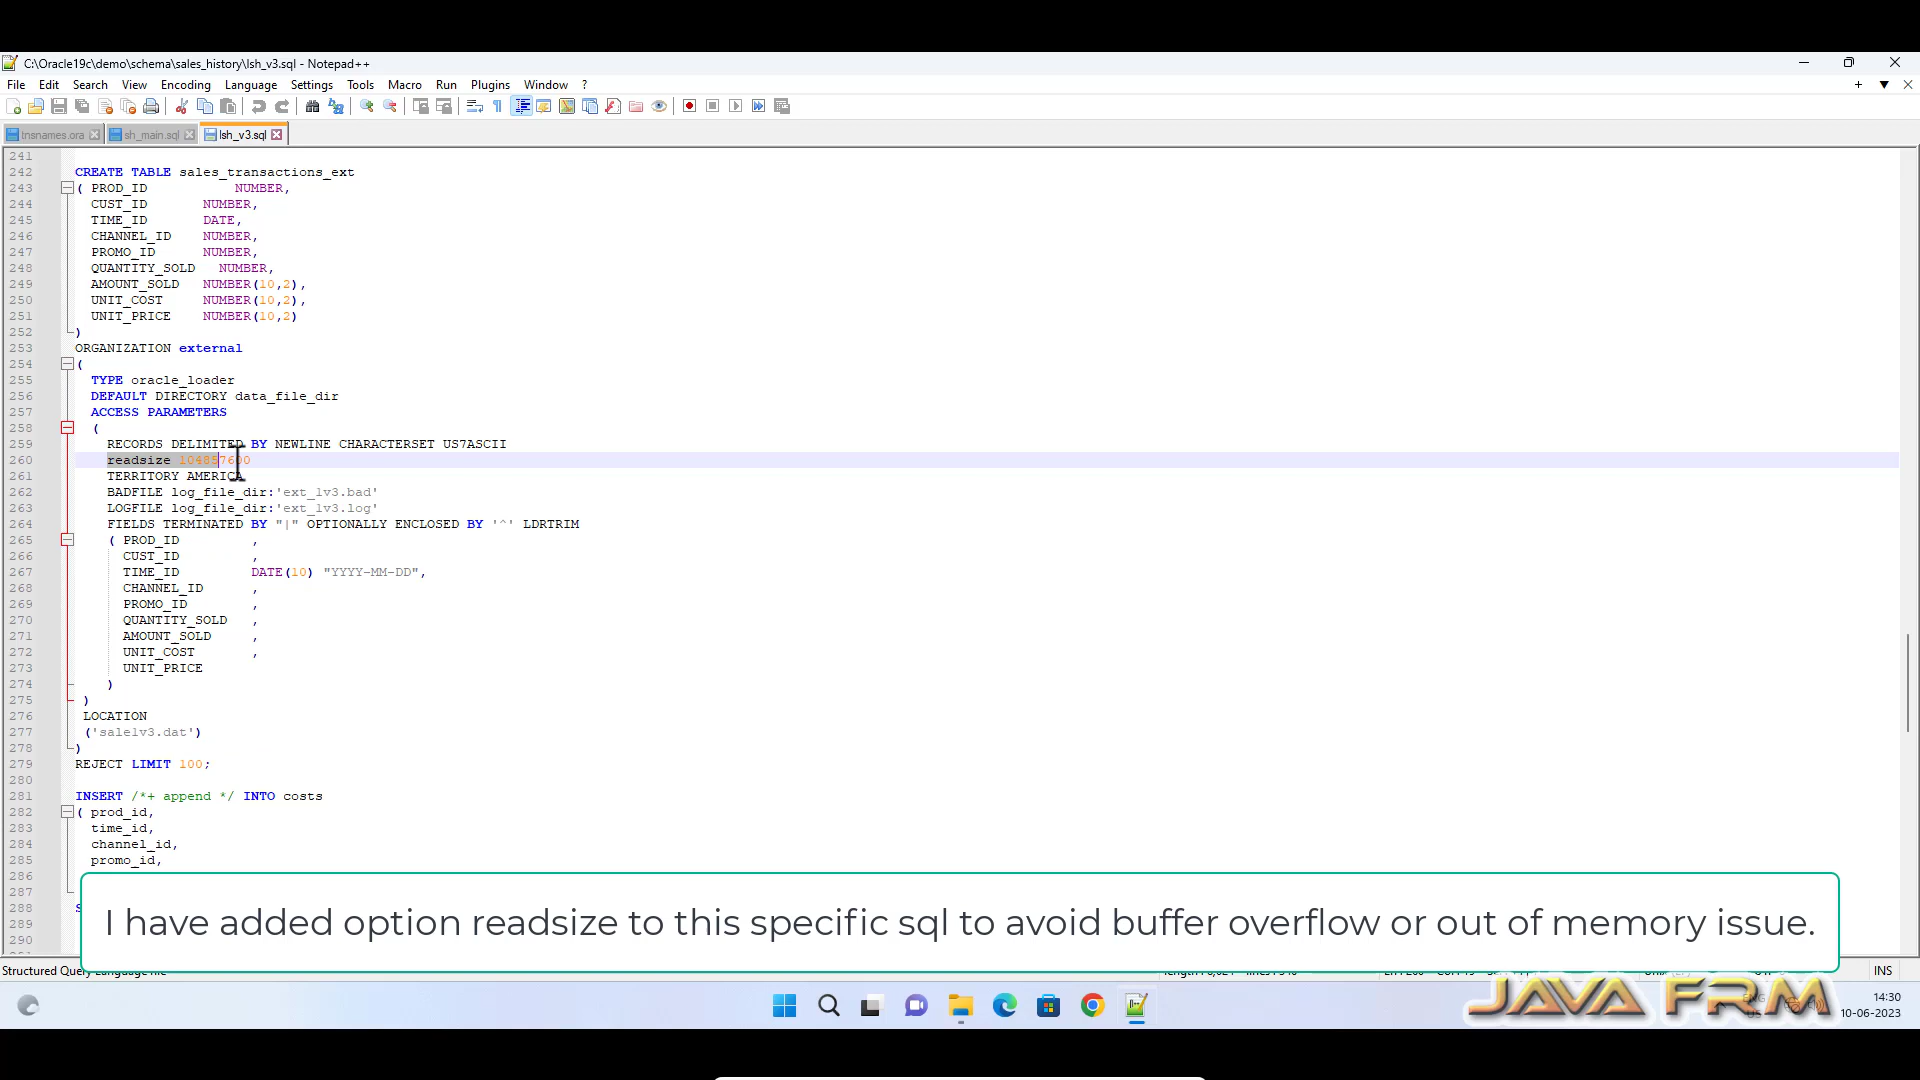 C:\Oracle19c\demo\schema\sales_history\lsh_v3.sql - Notepad++
File Edit Search View Encoding Language Settings Tools Macro Run Plugins Window ?
tnsnames.ora sh_main.sql lsh_v3.sql
241
242 CREATE TABLE sales_transactions_ext
243 ( PROD_ID NUMBER,
244 CUST_ID NUMBER,
245 TIME_ID DATE,
246 CHANNEL_ID NUMBER,
247 PROMO_ID NUMBER,
248 QUANTITY_SOLD NUMBER,
249 AMOUNT_SOLD NUMBER(10,2),
250 UNIT_COST NUMBER(10,2),
251 UNIT_PRICE NUMBER(10,2)
252 )
253 ORGANIZATION external
254 (
255 TYPE oracle_loader
256 DEFAULT DIRECTORY data_file_dir
257 ACCESS PARAMETERS
258 (
259 RECORDS DELIMITED BY NEWLINE CHARACTERSET US7ASCII
260 readsize 104857600
261 TERRITORY AMERICA
262 BADFILE log_file_dir:'ext_1v3.bad'
263 LOGFILE log_file_dir:'ext_1v3.log'
264 FIELDS TERMINATED BY "|" OPTIONALLY ENCLOSED BY '^' LDRTRIM
265 ( PROD_ID ,
266 CUST_ID ,
267 TIME_ID DATE(10) "YYYY-MM-DD",
268 CHANNEL_ID ,
269 PROMO_ID ,
270 QUANTITY_SOLD ,
271 AMOUNT_SOLD ,
272 UNIT_COST ,
273 UNIT_PRICE
274 )
275 )
276 LOCATION
277 ('sale1v3.dat')
278 )
279 REJECT LIMIT 100;
280
281 INSERT /*+ append */ INTO costs
282 ( prod_id,
283 time_id,
284 channel_id,
285 promo_id,
286
287
288
289
290
I have added option readsize to this specific sql to avoid buffer overflow or out of memory issue.
Structured Query Language file
INS
JAVA FRM
14:30
10-06-2023